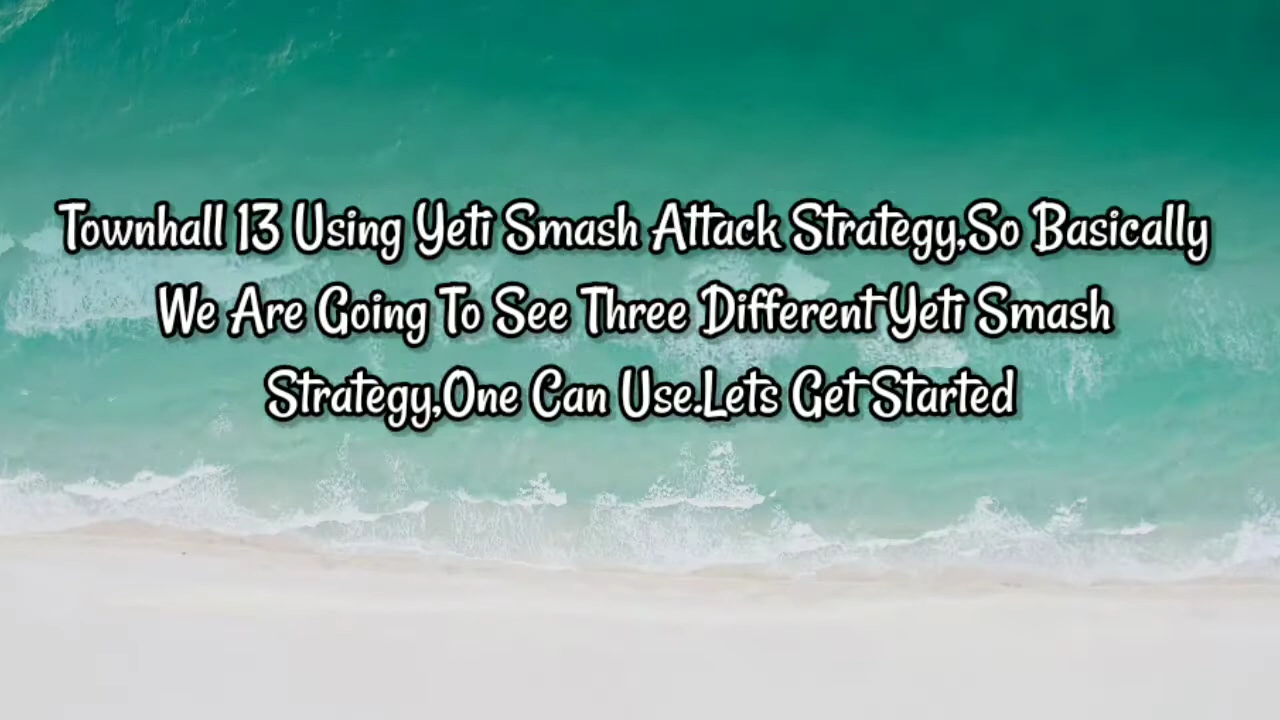 Townhall 13 Using Yeti Smash Attack Strategy,So Basically
We Are Going To See Three Different Yeti Smash
Strategy,One Can Use.Lets Get Started